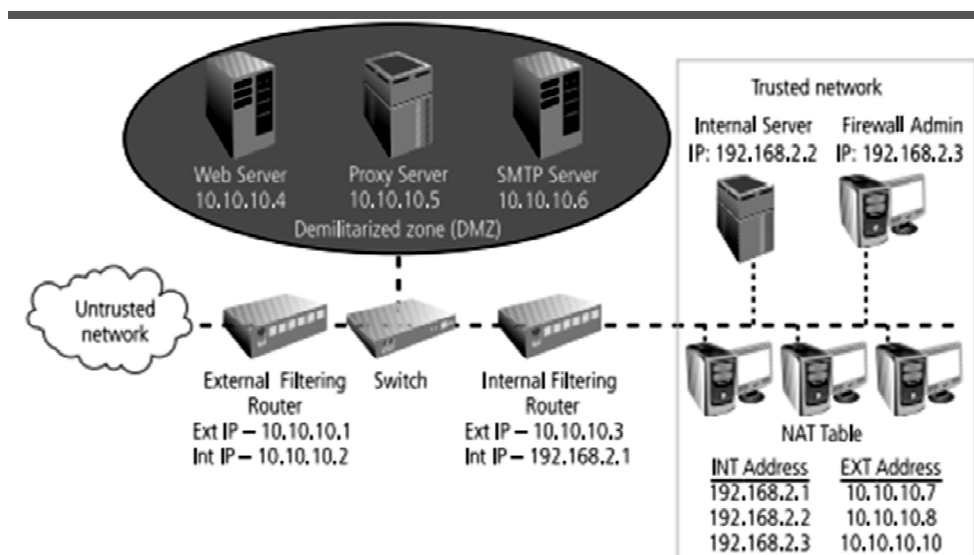 Web Server
10.10.10.4
Proxy Server
10.10.10.5
SMTP Server
10.10.10.6
Demilitarized zone (DMZ)
Trusted network
Internal Server
IP: 192.168.2.2
Firewall Admin
IP: 192.168.2.3
Untrusted
network
External Filtering
Router
Ext IP – 10.10.10.1
Int IP – 10.10.10.2
Switch
Internal Filtering
Router
Ext IP – 10.10.10.3
Int IP – 192.168.2.1
NAT Table
INT Address EXT Address
192.168.2.1 10.10.10.7
192.168.2.2 10.10.10.8
192.168.2.3 10.10.10.10